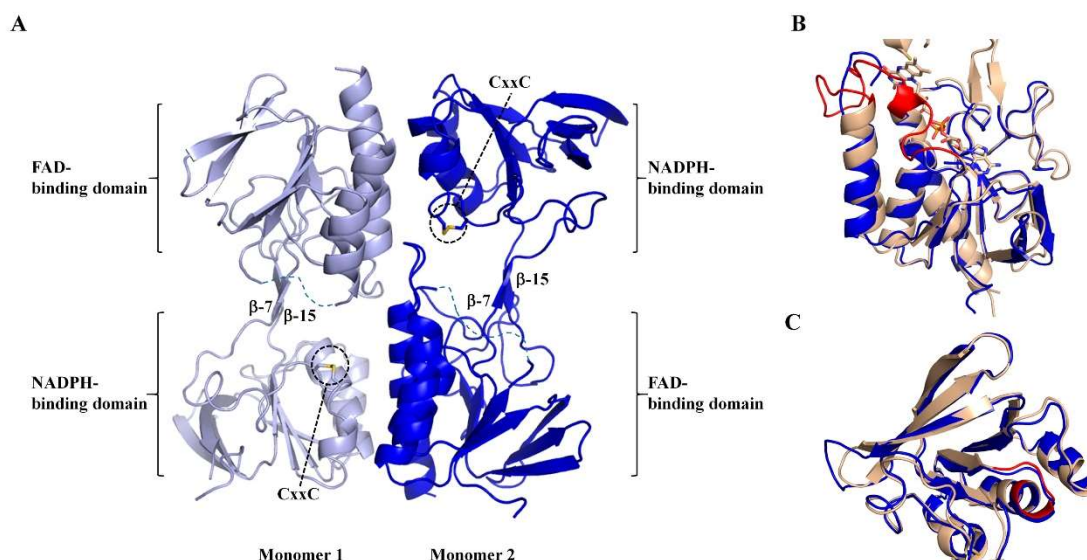 A
B
CxxC
FAD-
binding domain
NADPH-
binding domain
β-7
β-15
β-7
β-15
C
NADPH-
binding domain
FAD-
binding domain
CxxC
Monomer 1
Monomer 2